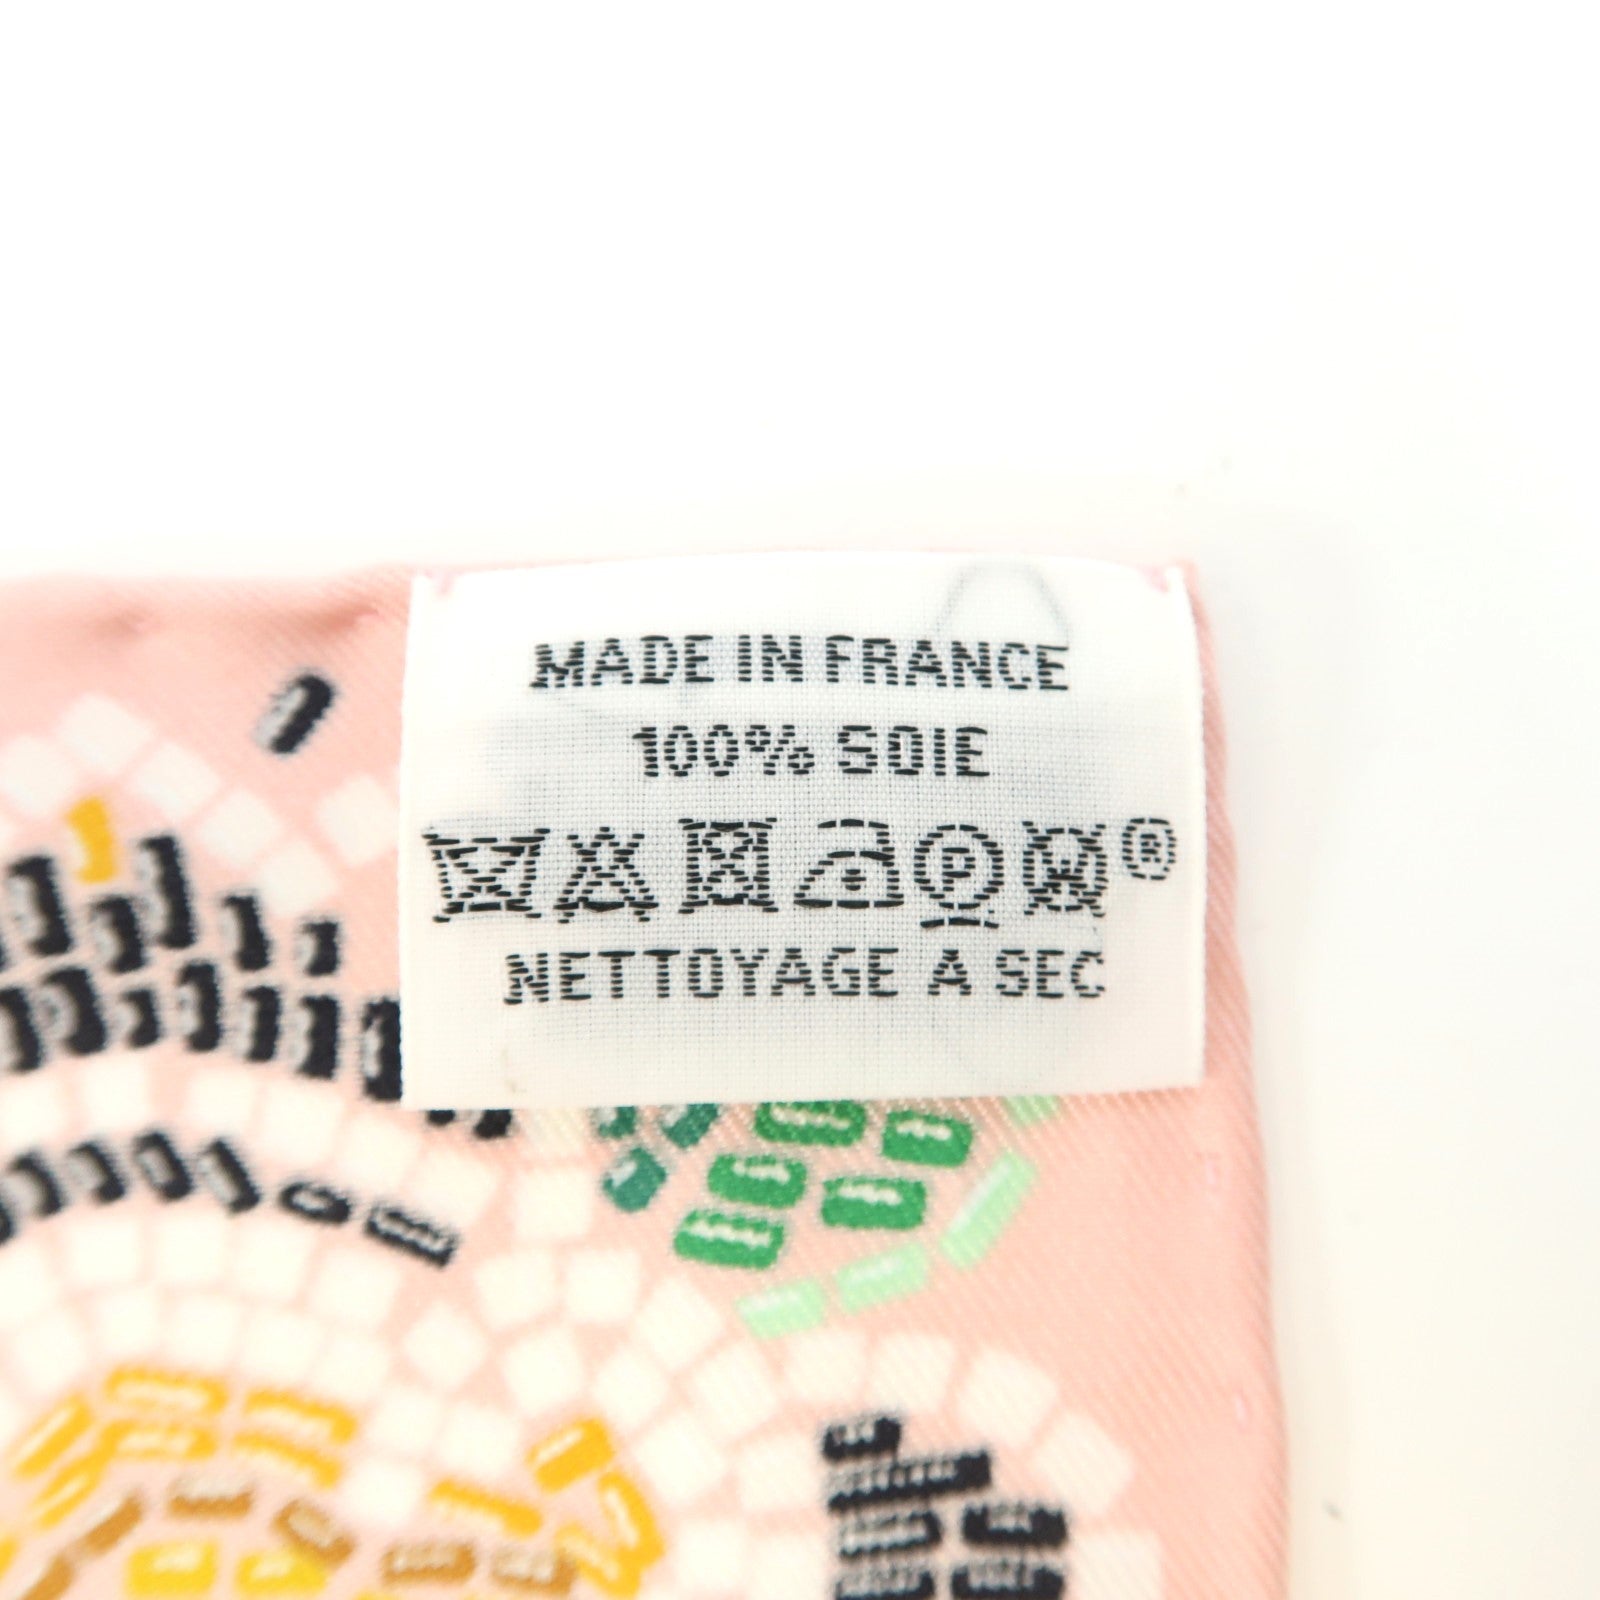 MADE IN FRANCE
100% SOIE
P W ®
NETTOYAGE A SEC